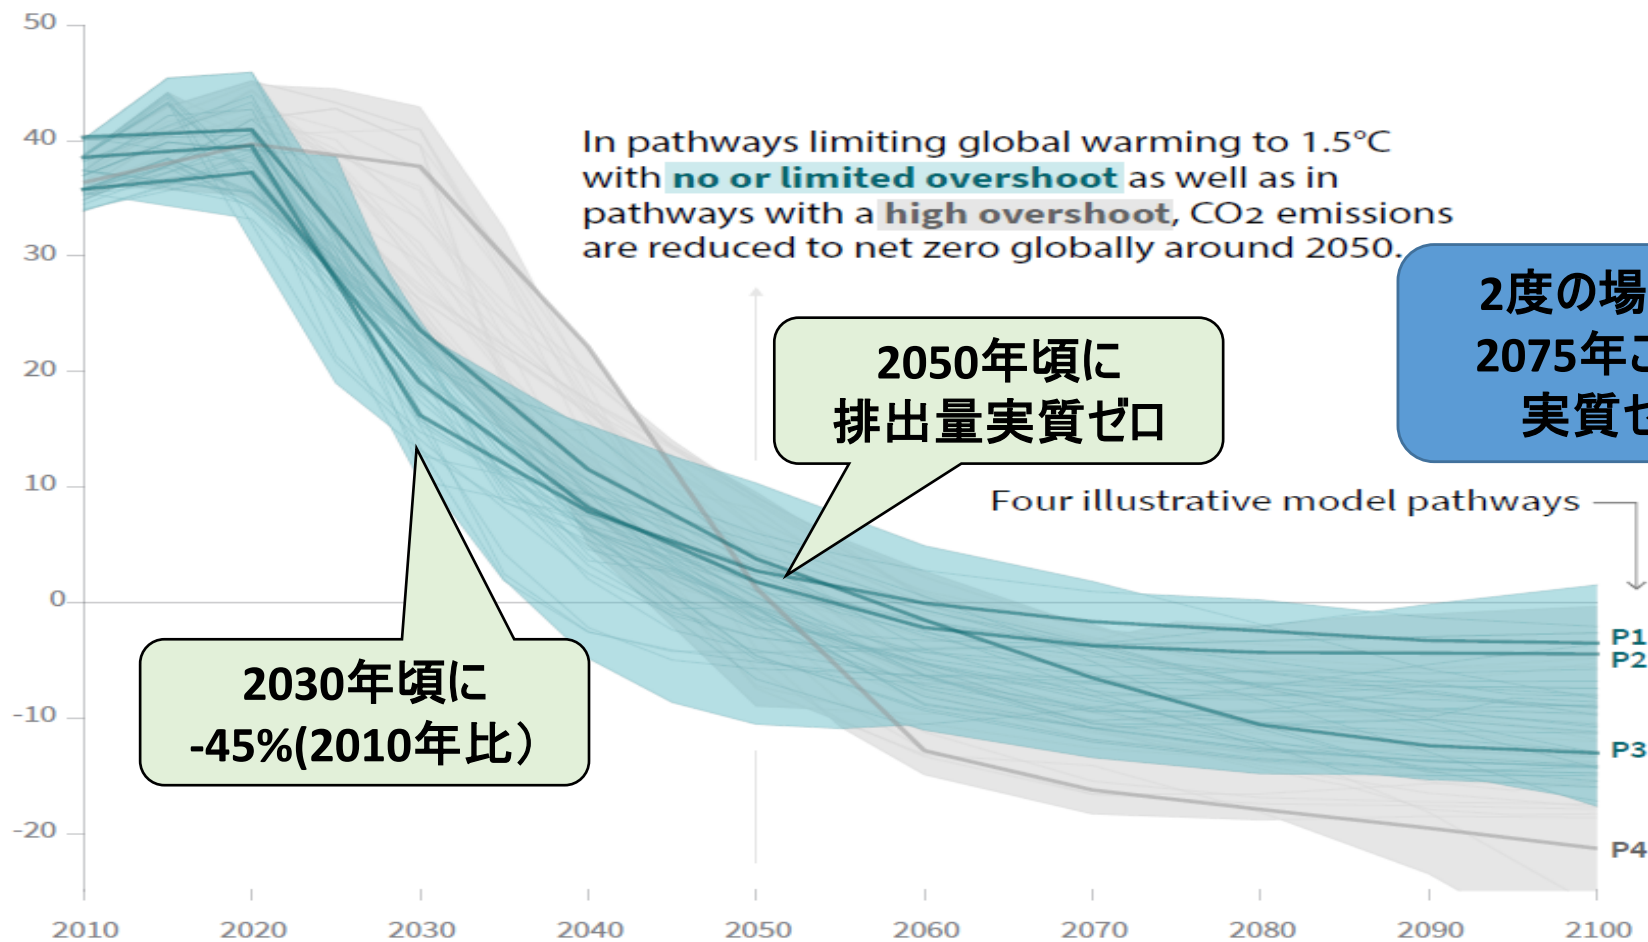 50
40
30
20
10
0
-10
-20
In pathways limiting global warming to 1.5°C
with no or limited overshoot as well as in
pathways with a high overshoot, CO2 emissions
are reduced to net zero globally around 2050.
2度の場
2075年こ
実質ゼ
2050年頃に
排出量実質ゼロ
Four illustrative model pathways
2030年頃に
-45%(2010年比）
P1
P2
P3
P4
2010 2020 2030 2040 2050 2060 2070 2080 2090 2100